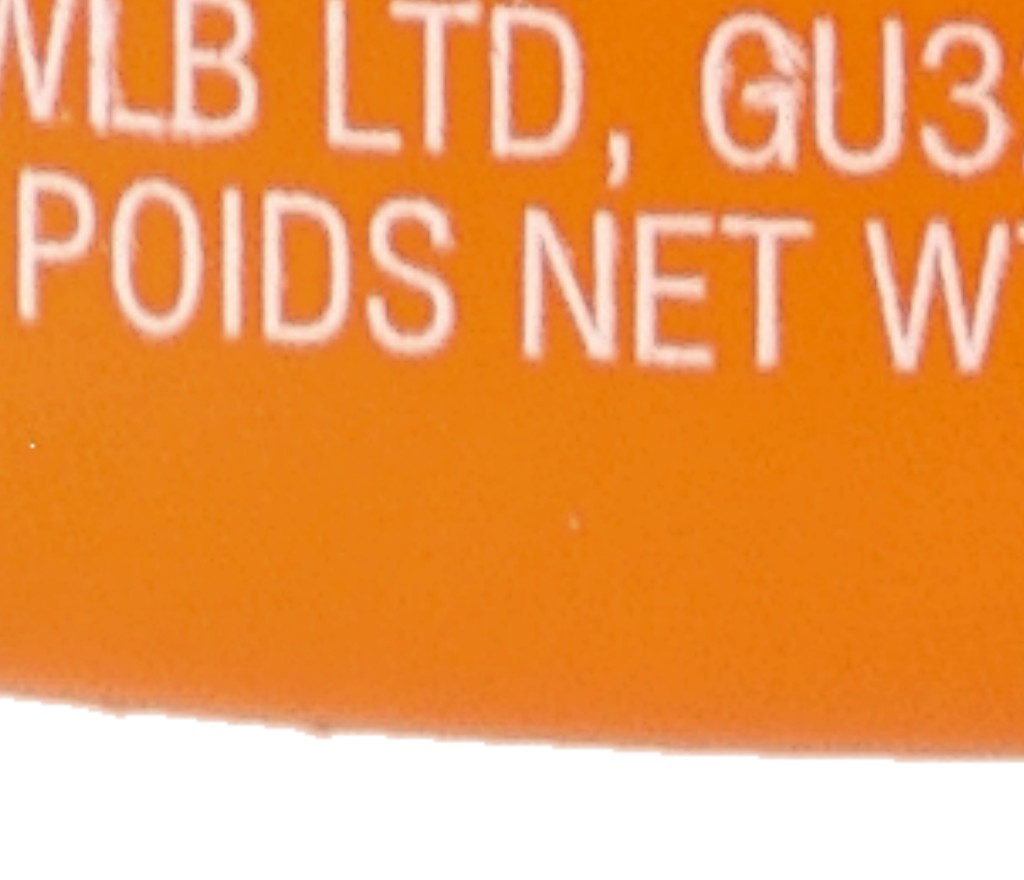 WLB LTD, GU3
POIDS NET W